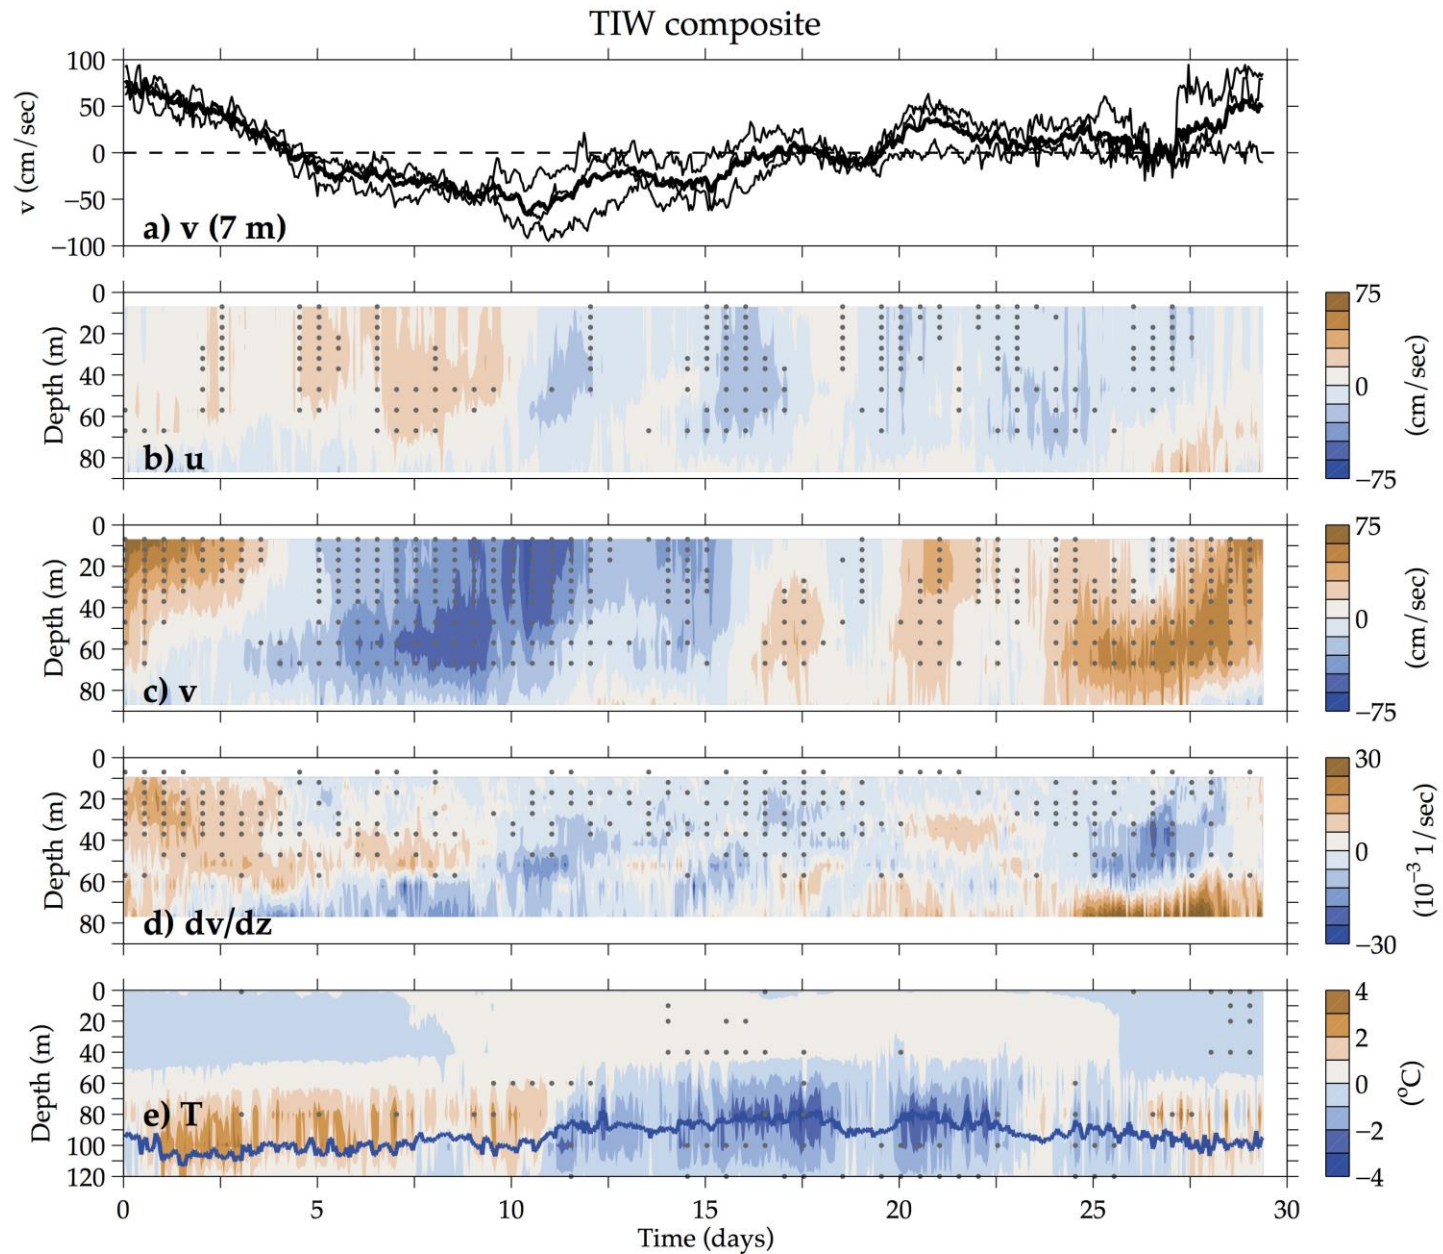 TIW composite
100
50
0
−50
−100
v (cm/sec)
a) v (7 m)
0
20
40
60
80
Depth (m)
b) u
75
0
−75
(cm/sec)
0
20
40
60
80
Depth (m)
c) v
75
0
−75
(cm/sec)
0
20
40
60
80
Depth (m)
d) dv/dz
30
0
−30
(10⁻³ 1/sec)
0
20
40
60
80
100
120
Depth (m)
e) T
4
2
0
−2
−4
(°C)
0 5 10 15 20 25 30
Time (days)